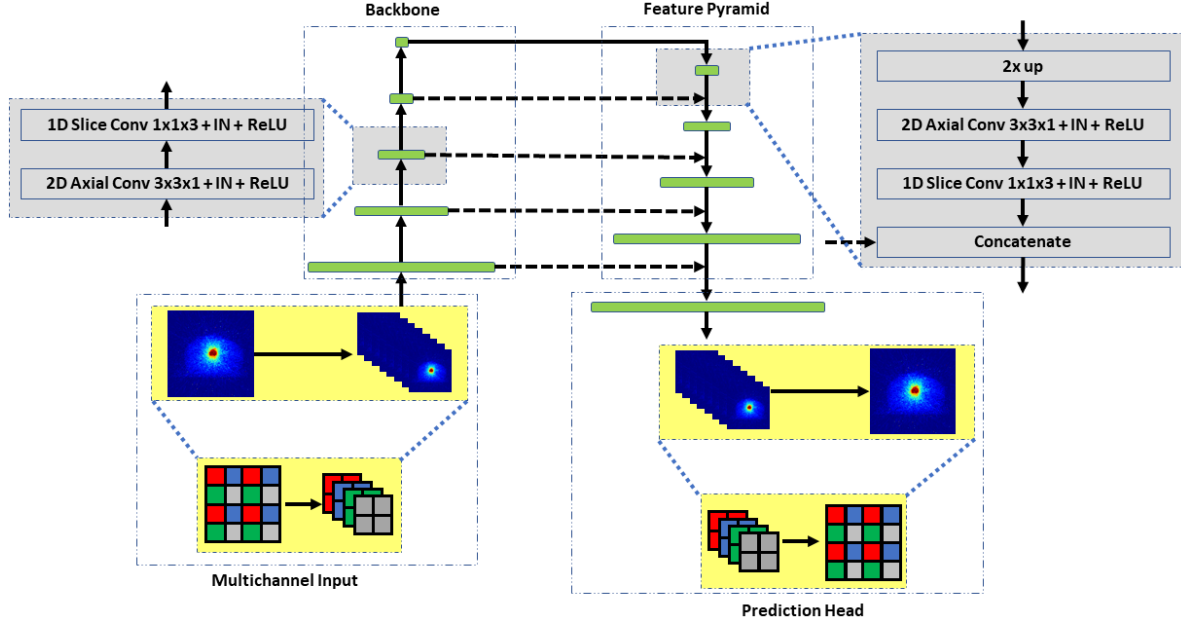 Backbone
Feature Pyramid
2x up
1D Slice Conv 1x1x3 + IN + ReLU
2D Axial Conv 3x3x1 + IN + ReLU
2D Axial Conv 3x3x1 + IN + ReLU
1D Slice Conv 1x1x3 + IN + ReLU
Concatenate
Multichannel Input
Prediction Head